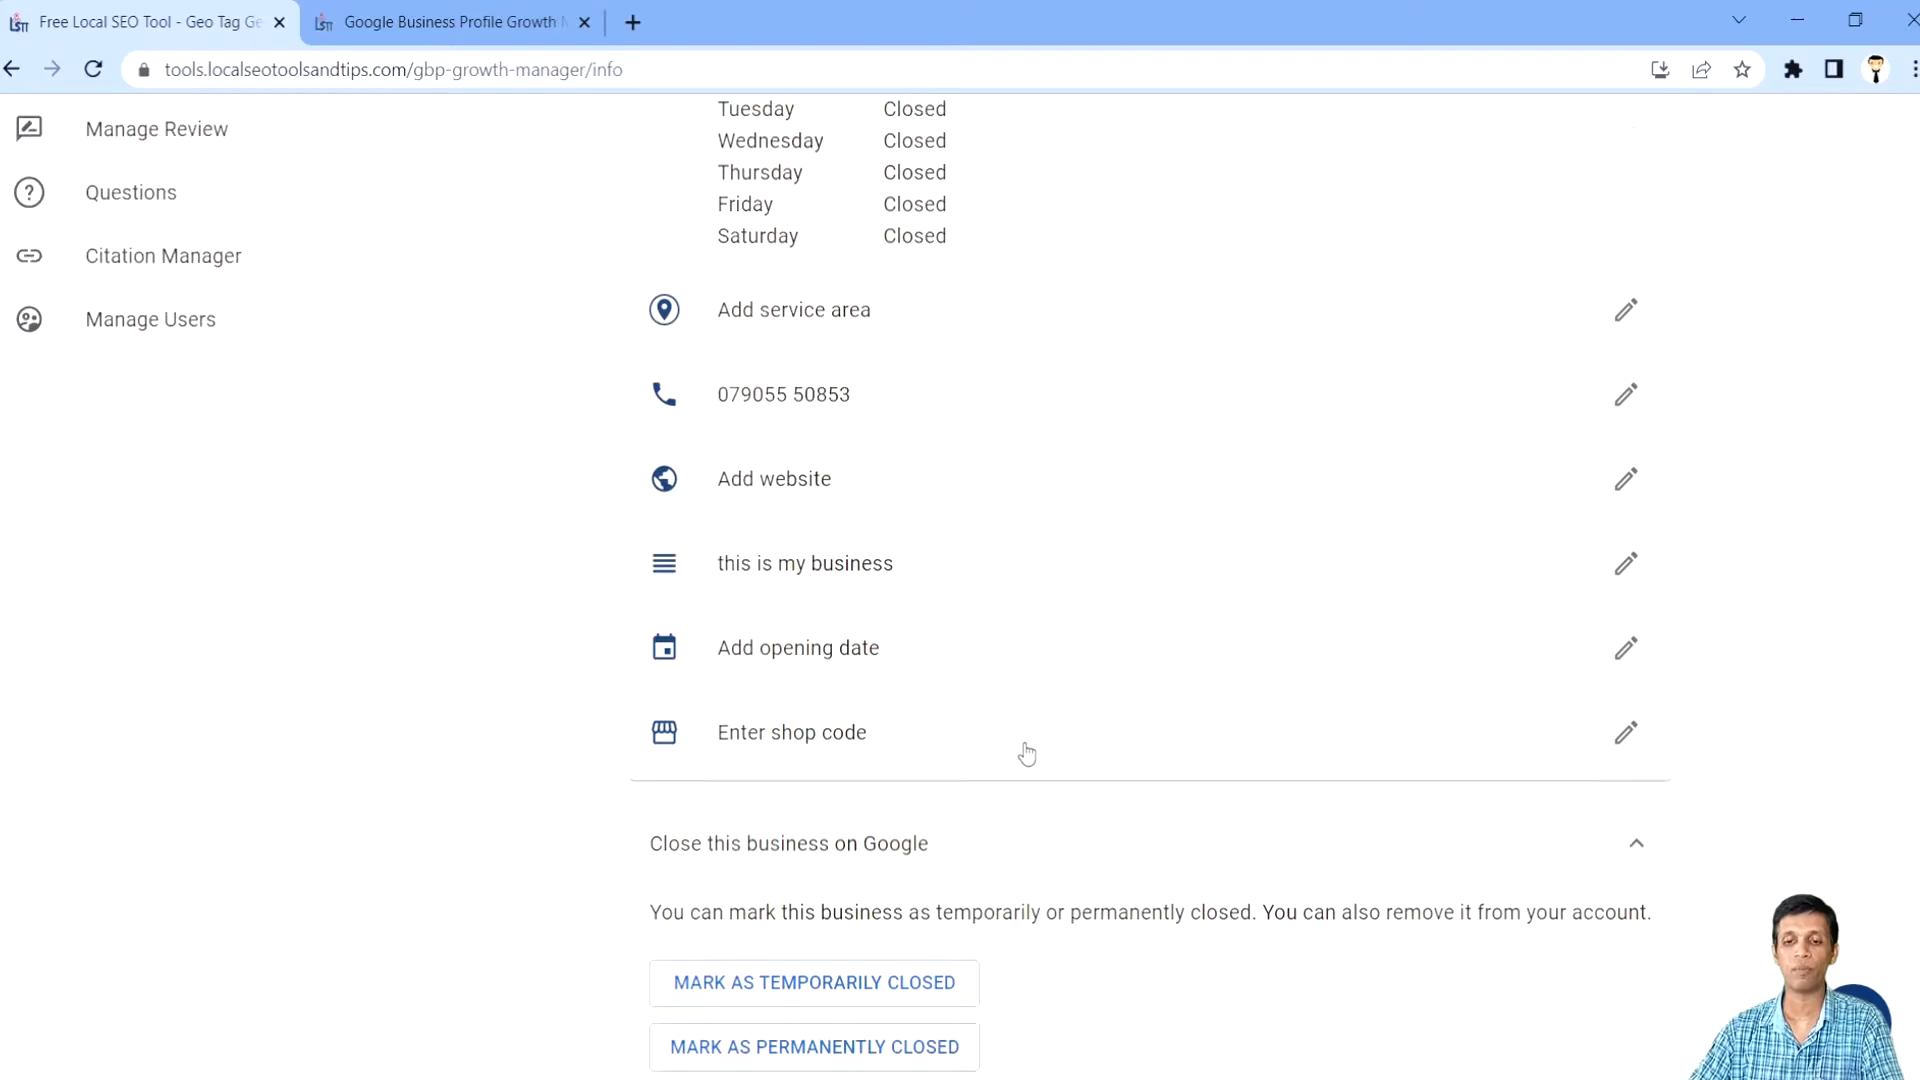 Free Local SEO Tool - Geo Tag Ge
Google Business Profile Growth
tools.localseotoolsandtips.com/gbp-growth-manager/info
Manage Review
Questions
Citation Manager
Manage Users
Tuesday Closed
Wednesday Closed
Thursday Closed
Friday Closed
Saturday Closed
Add service area
079055 50853
Add website
this is my business
Add opening date
Enter shop code
Close this business on Google
You can mark this business as temporarily or permanently closed. You can also remove it from your account.
MARK AS TEMPORARILY CLOSED
MARK AS PERMANENTLY CLOSED